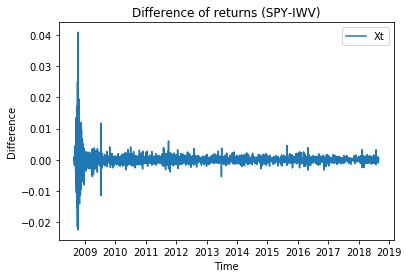 Difference of returns (SPY-IWV)
Xt
0.04
0.03
0.02
0.01
0.00
−0.01
−0.02
Difference
2009 2010 2011 2012 2013 2014 2015 2016 2017 2018 2019
Time